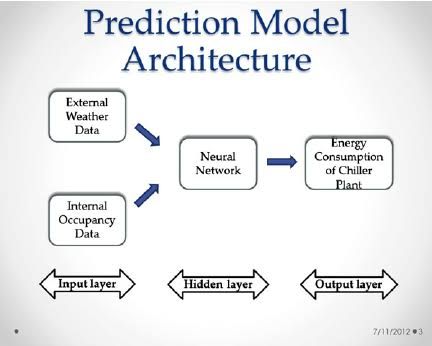 Prediction Model
Architecture
External
Weather
Data
Neural
Network
Energy
Consumption
of Chiller
Plant
Internal
Occupancy
Data
Input layer
Hidden layer
Output layer
7/11/2012
3